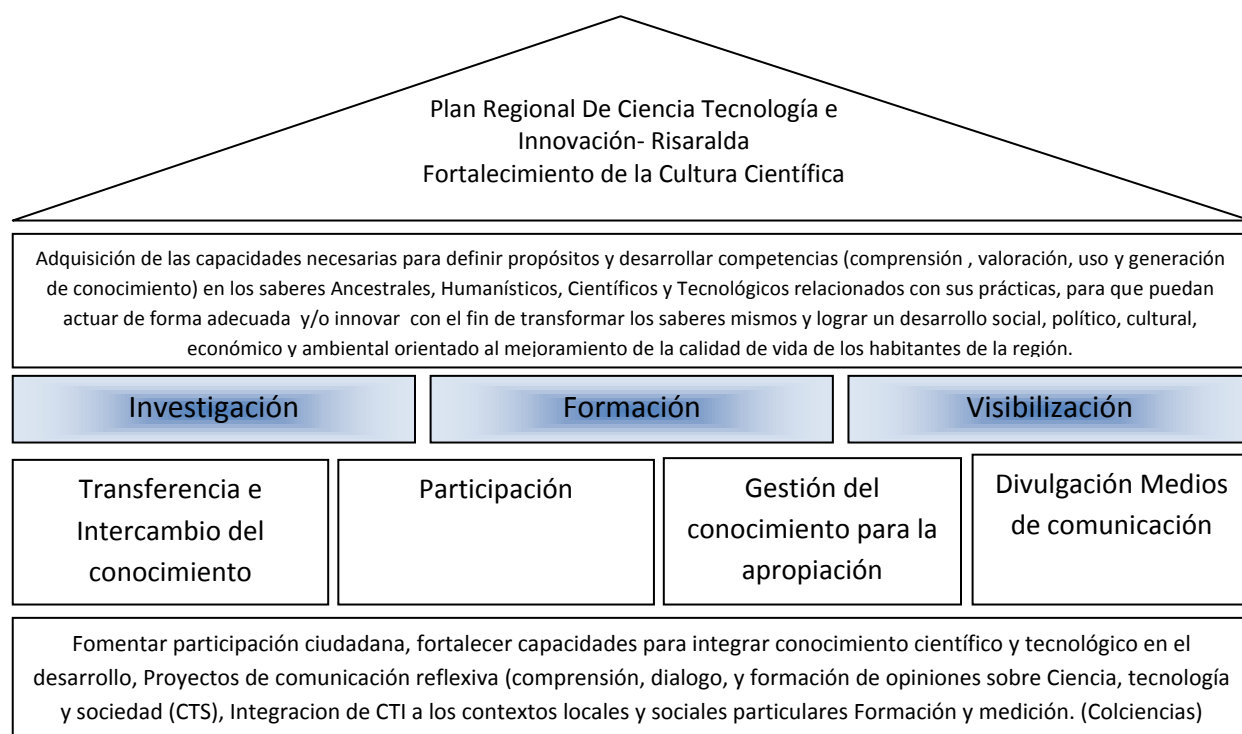 Plan Regional De Ciencia Tecnología e
Innovación- Risaralda
Fortalecimiento de la Cultura Científica
Adquisición de las capacidades necesarias para definir propósitos y desarrollar competencias (comprensión , valoración, uso y generación
de conocimiento) en los saberes Ancestrales, Humanísticos, Científicos y Tecnológicos relacionados con sus prácticas, para que puedan
actuar de forma adecuada y/o innovar con el fin de transformar los saberes mismos y lograr un desarrollo social, político, cultural,
económico y ambiental orientado al mejoramiento de la calidad de vida de los habitantes de la región.
Investigación
Formación
Visibilización
Transferencia e
Intercambio del
conocimiento
Participación
Gestión del
conocimiento para la
apropiación
Divulgación Medios
de comunicación
Fomentar participación ciudadana, fortalecer capacidades para integrar conocimiento científico y tecnológico en el
desarrollo, Proyectos de comunicación reflexiva (comprensión, dialogo, y formación de opiniones sobre Ciencia, tecnología
y sociedad (CTS), Integracion de CTI a los contextos locales y sociales particulares Formación y medición. (Colciencias)